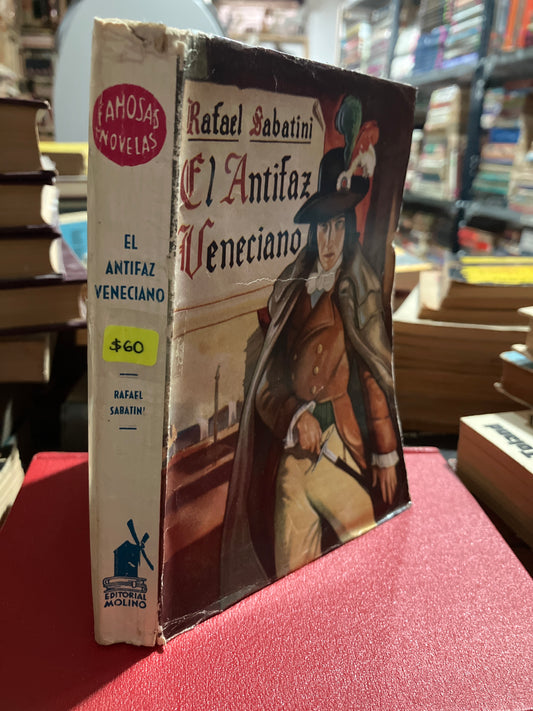 FAMOSAS
NOVELAS
EL
ANTIFAZ
VENECIANO
$60
RAFAEL
SABATINI
EDITORIAL
MOLINO
Rafael Sabatini
El Antifaz
Veneciano